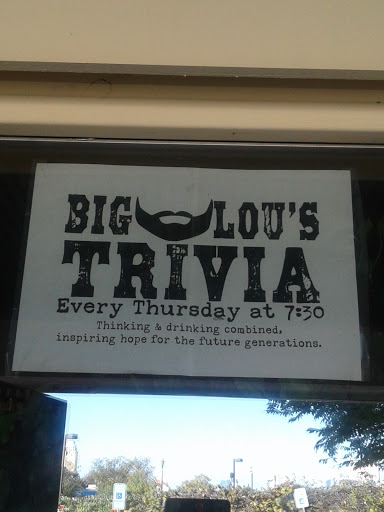 BIG LOU'S
TRIVIA
Every Thursday at 7:30
Thinking & drinking combined,
inspiring hope for the future generations.